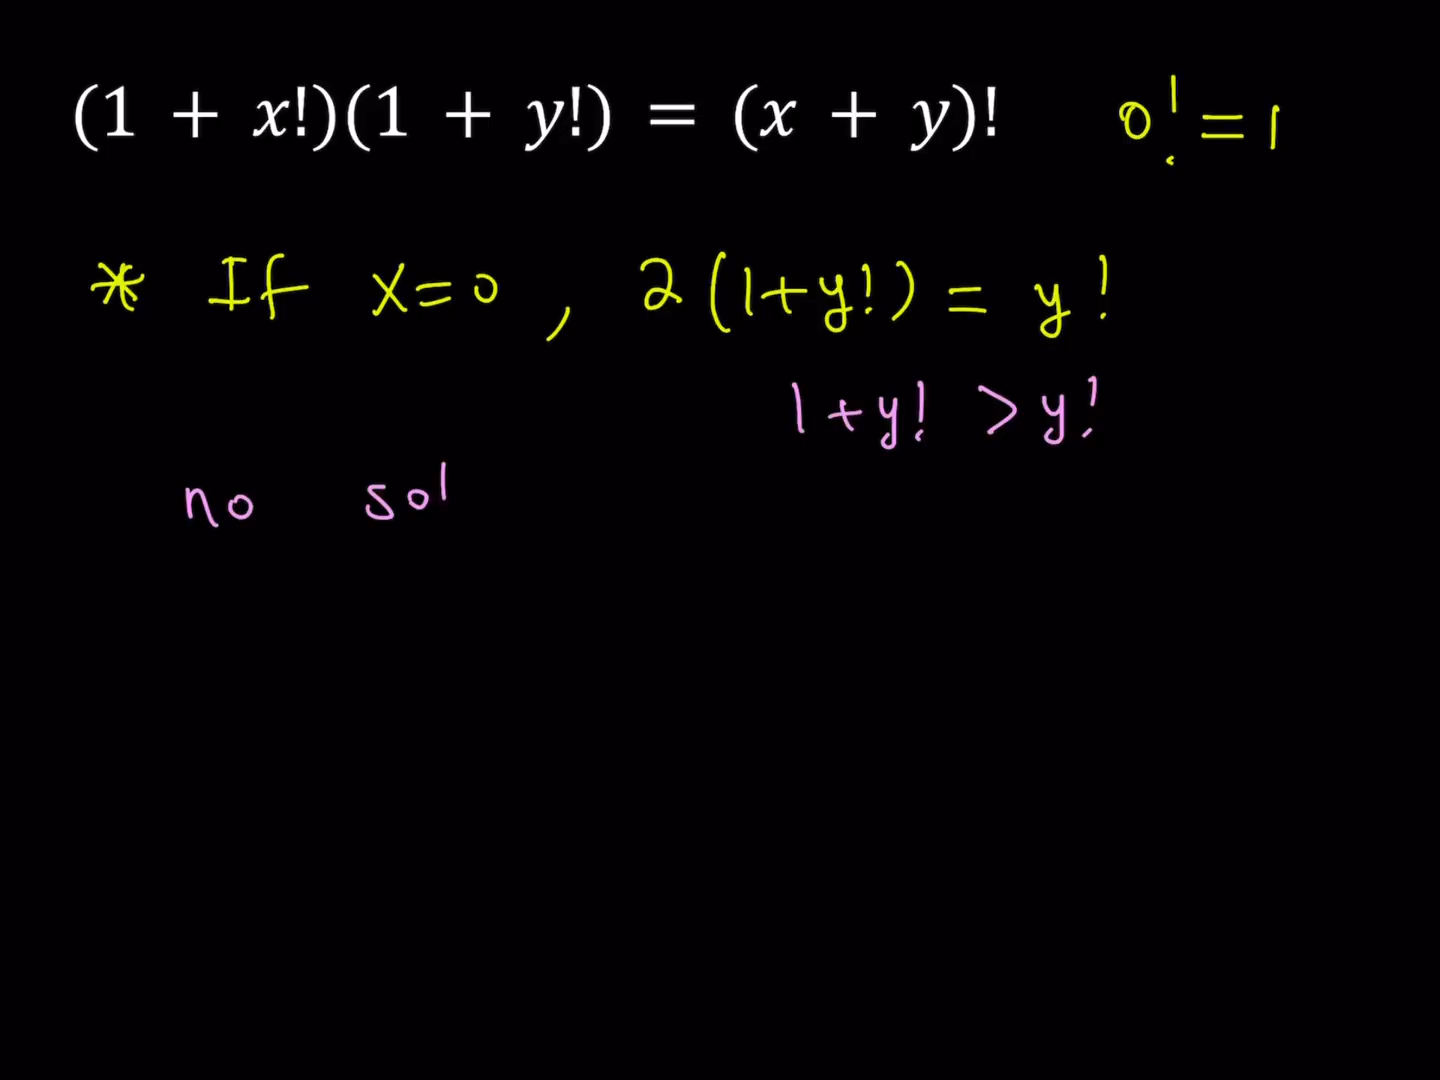 (1 + x!)(1 + y!) = (x + y)! 0! = 1
* If x=0, 2(1+y!) = y!
1+y! > y!
no sol